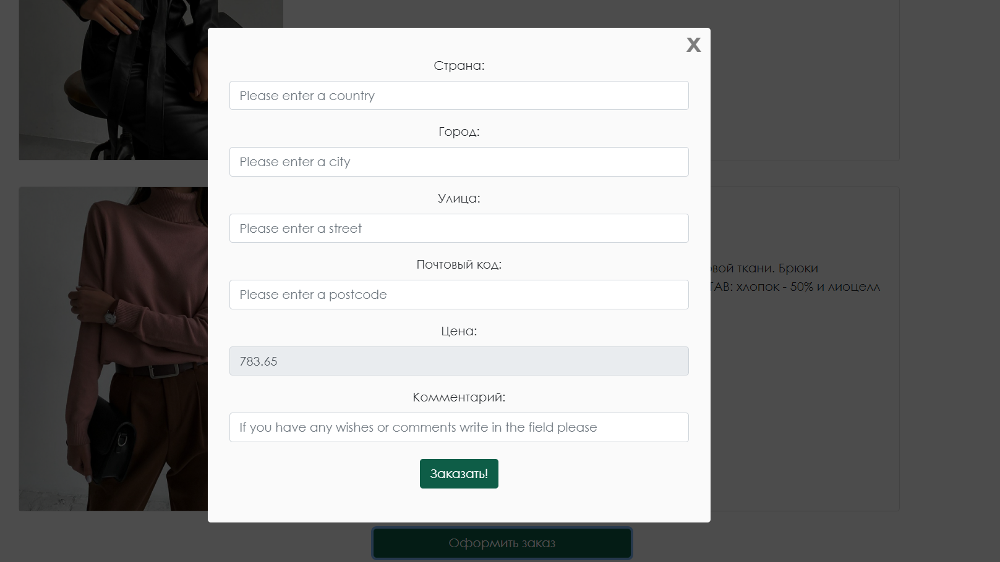 X
Страна:
Please enter a country
Город:
Please enter a city
Улица:
Please enter a street
Почтовый код:
Please enter a postcode
Цена:
783.65
Комментарий:
If you have any wishes or comments write in the field please
Заказать!
ткани. Брюки
хлопок - 50% и лиоцелл
Оформить заказ